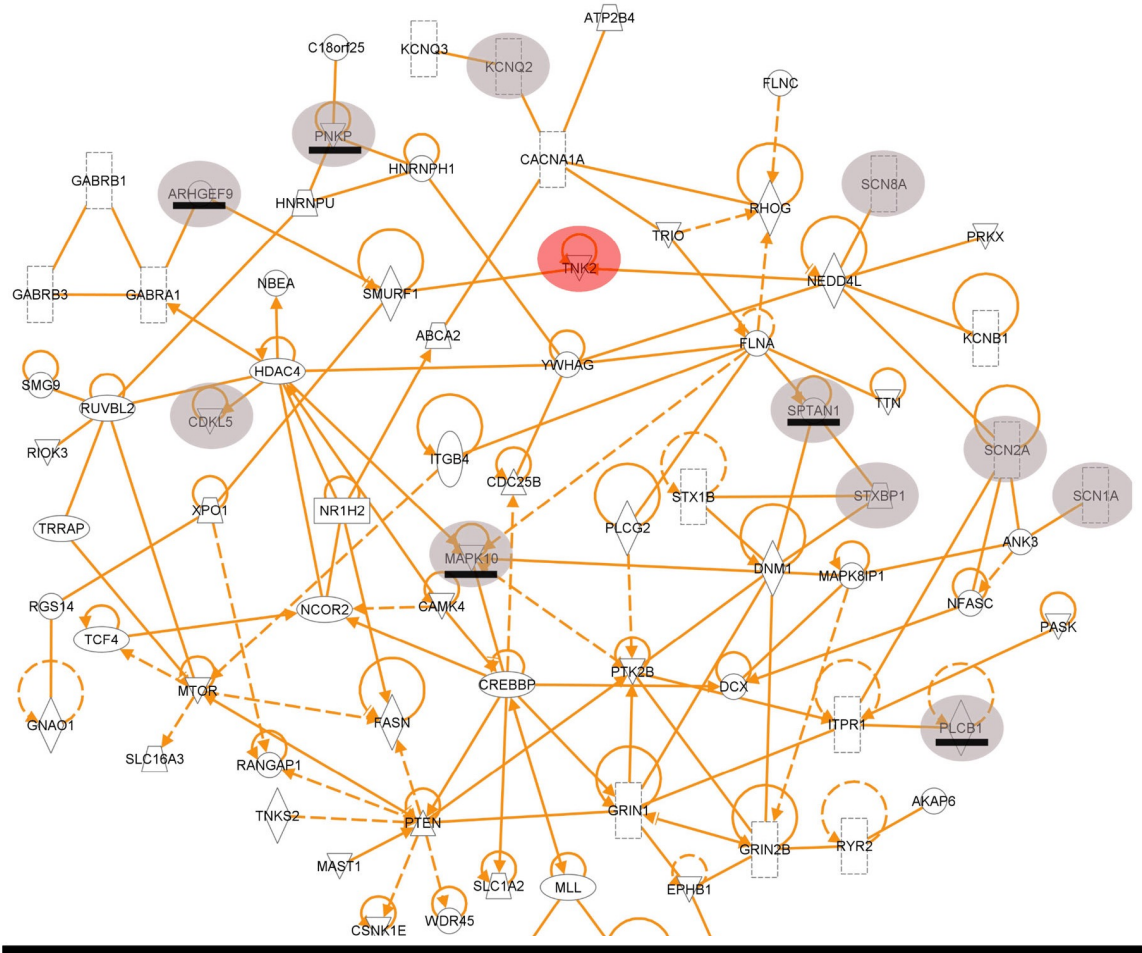 ATP2B4
C18orf25
KCNQ3
KCNQ2
FLNC
PNKP
CACNA1A
HNRNPH1
GABRB1
SCN8A
ARHGEF9
HNRNPU
RHOG
TRIO
PRKX
TNK2
NBEA
NEDD4L
GABRB3
GABRA1
SMURF1
ABCA2
KCNB1
FLNA
YWHAG
HDAC4
SMG9
RUVBL2
TTN
CDKL5
SPTAN1
RIOK3
ITGB4
SCN2A
CDC25B
STX1B
STXBP1
SCN1A
XPO1
NR1H2
TRRAP
PLCG2
ANK3
MAPK10
DNM1
MAPK8IP1
RGS14
NCOR2
CAMK4
NFASC
PASK
TCF4
PTK2B
MTOR
CREBBP
DCX
GNAO1
FASN
ITPR1
PLCB1
SLC16A3
RANGAP1
AKAP6
TNKS2
PTEN
GRIN1
GRIN2B
RYR2
MAST1
SLC1A2
MLL
EPHB1
CSNK1E
WDR45